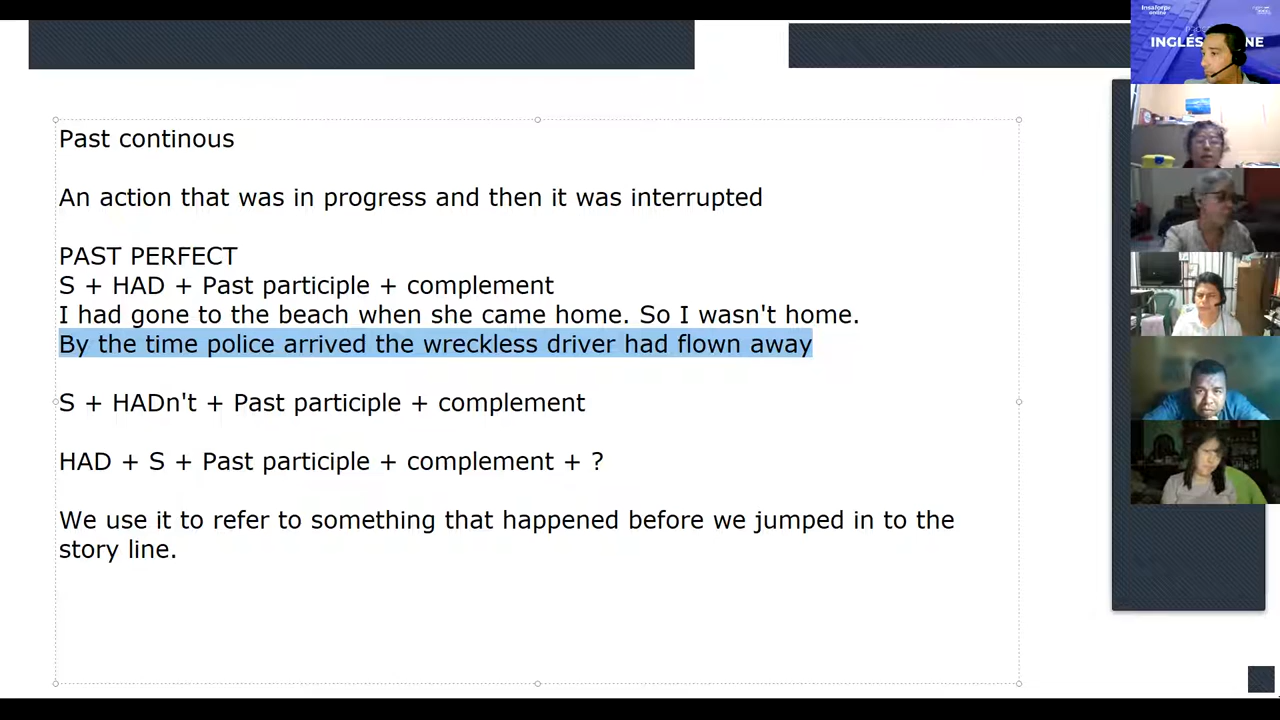 Insaforp
online
INGLÉS
NE
Past continous
An action that was in progress and then it was interrupted
PAST PERFECT
S + HAD + Past participle + complement
I had gone to the beach when she came home. So I wasn't home.
By the time police arrived the wreckless driver had flown away
S + HADn't + Past participle + complement
HAD + S + Past participle + complement + ?
We use it to refer to something that happened before we jumped in to the
story line.